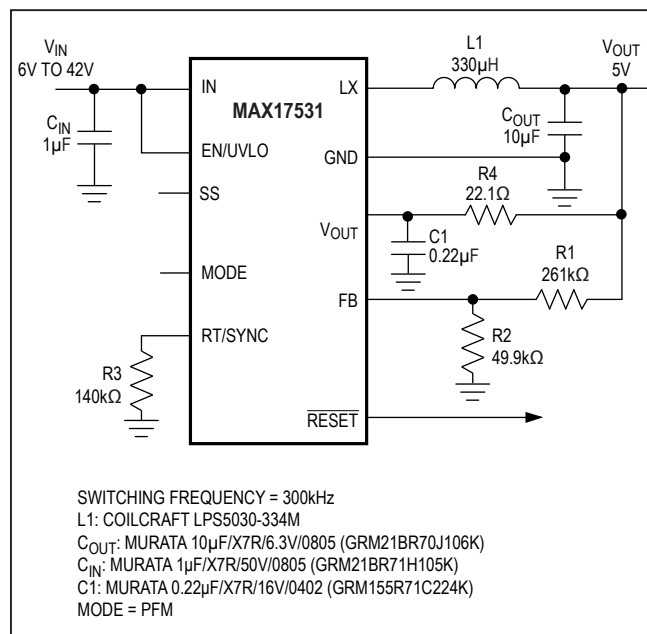 VIN
6V TO 42V
CIN
1µF
IN
EN/UVLO
SS
MODE
RT/SYNC
R3
140kΩ
MAX17531
LX
GND
VOUT
FB
RESET
L1
330µH
VOUT
5V
COUT
10µF
R4
22.1Ω
C1
0.22µF
R1
261kΩ
R2
49.9kΩ
SWITCHING FREQUENCY = 300kHz
L1: COILCRAFT LPS5030-334M
COUT: MURATA 10µF/X7R/6.3V/0805 (GRM21BR70J106K)
CIN: MURATA 1µF/X7R/50V/0805 (GRM21BR71H105K)
C1: MURATA 0.22µF/X7R/16V/0402 (GRM155R71C224K)
MODE = PFM